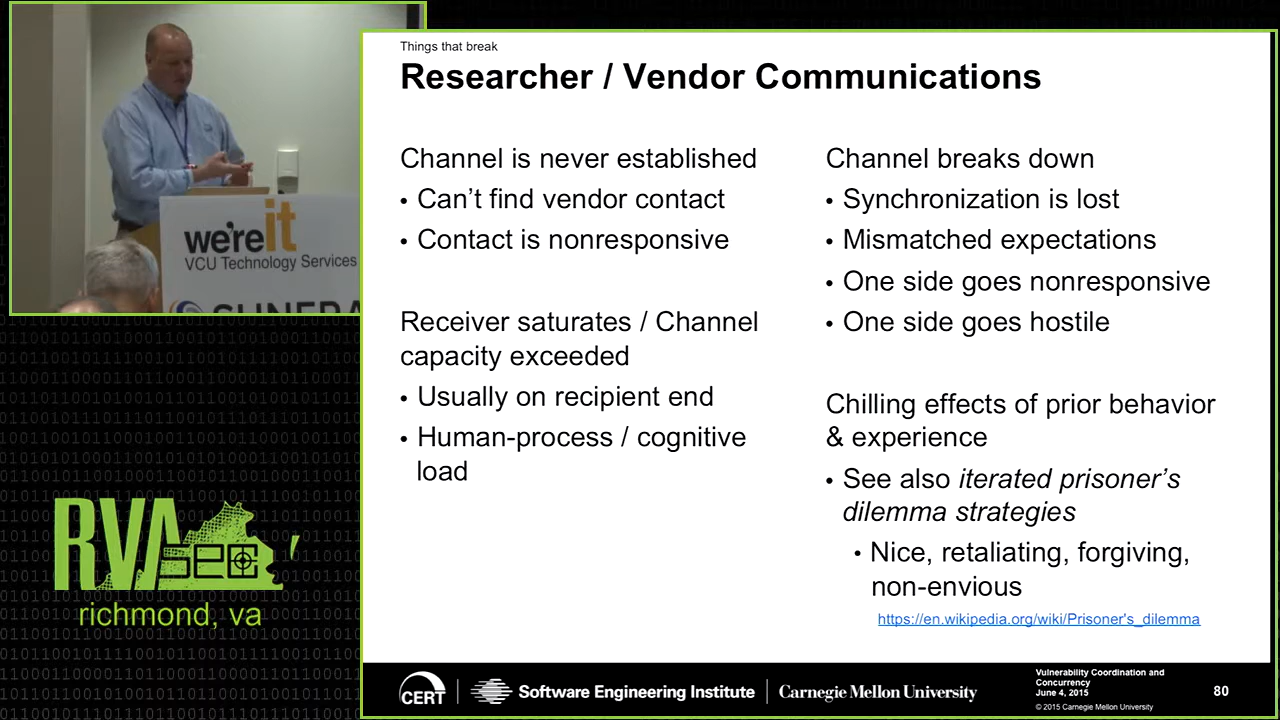 Things that break
Researcher / Vendor Communications
Channel is never established
• Can’t find vendor contact
• Contact is nonresponsive
Receiver saturates / Channel
capacity exceeded
• Usually on recipient end
• Human-process / cognitive
load
Channel breaks down
• Synchronization is lost
• Mismatched expectations
• One side goes nonresponsive
• One side goes hostile
Chilling effects of prior behavior
& experience
• See also iterated prisoner’s
dilemma strategies
• Nice, retaliating, forgiving,
non-envious
https://en.wikipedia.org/wiki/Prisoner's_dilemma
CERT
Software Engineering Institute
Carnegie Mellon University
Vulnerability Coordination and
Concurrency
June 4, 2015
© 2015 Carnegie Mellon University
80
we're it
VCU Technology Services
RVA
sec
richmond, va